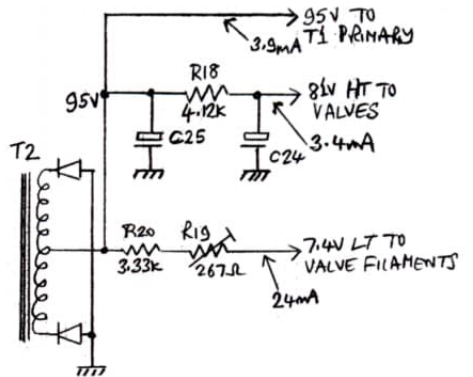 95V TO
T1 PRIMARY
3.9mA
R18
95V
4.12K
81V HT TO
VALVES
C25
C24
3.4mA
T2
R20
R19
3.33K
267Ω
7.4V LT TO
VALVE FILAMENTS
24mA